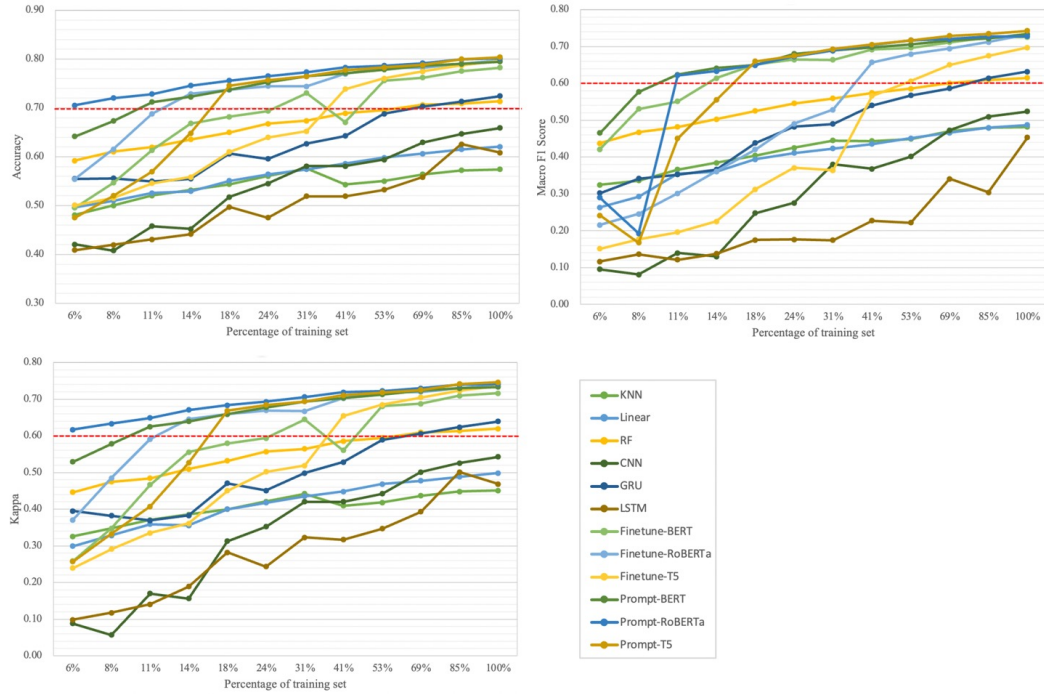 0.90
0.80
0.70
0.60
0.50
0.40
0.30
Accuracy
6% 8% 11% 14% 18% 24% 31% 41% 53% 69% 85% 100%
Percentage of training set
0.80
0.70
0.60
0.50
0.40
0.30
0.20
0.10
0.00
Macro F1 Score
6% 8% 11% 14% 18% 24% 31% 41% 53% 69% 85% 100%
Percentage of training set
0.80
0.70
0.60
0.50
0.40
0.30
0.20
0.10
0.00
Kappa
6% 8% 11% 14% 18% 24% 31% 41% 53% 69% 85% 100%
Percentage of training set
KNN
Linear
RF
CNN
GRU
LSTM
Finetune-BERT
Finetune-RoBERTa
Finetune-T5
Prompt-BERT
Prompt-RoBERTa
Prompt-T5